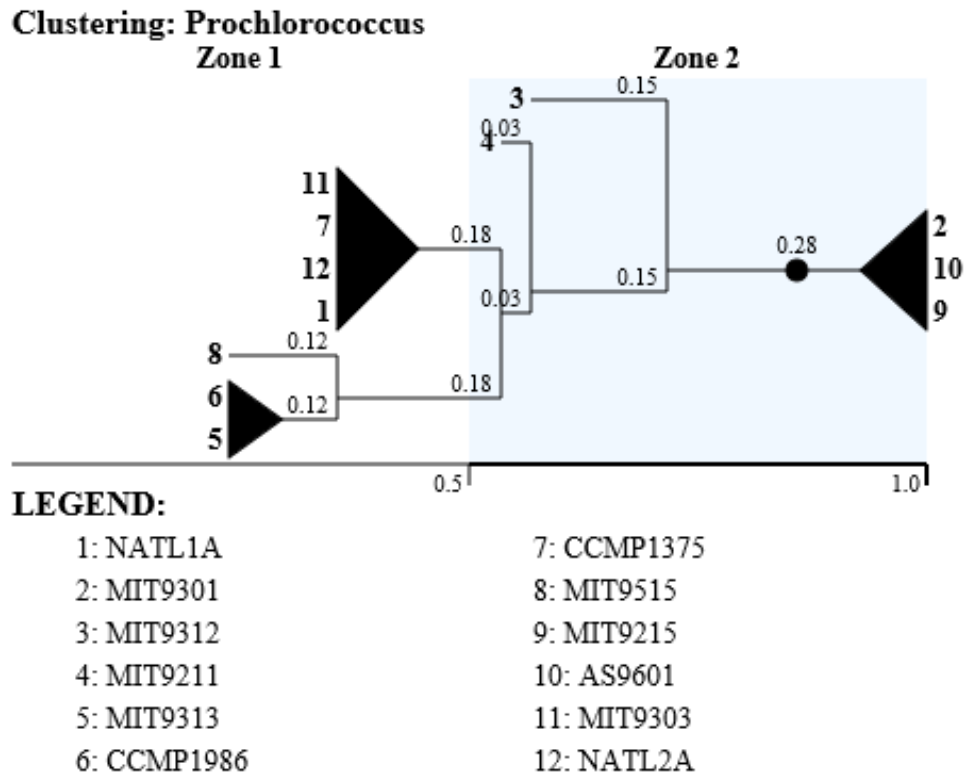 Clustering: Prochlorococcus
Zone 1 Zone 2
0.15
3
0.03
4
11
7
0.18
0.28
2
12
0.15
10
1
0.03
9
0.12
8
0.18
6
0.12
5
0.5 1.0
LEGEND:
1: NATL1A 7: CCMP1375
2: MIT9301 8: MIT9515
3: MIT9312 9: MIT9215
4: MIT9211 10: AS9601
5: MIT9313 11: MIT9303
6: CCMP1986 12: NATL2A